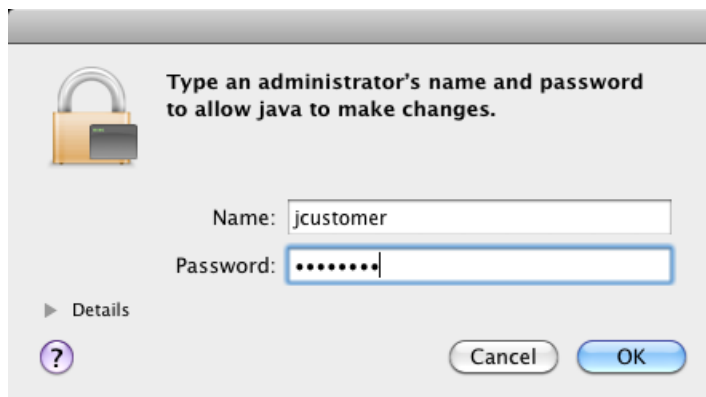 Type an administrator's name and password
to allow java to make changes.
Name: jcustomer
Password: ••••••••
Details
?
Cancel OK